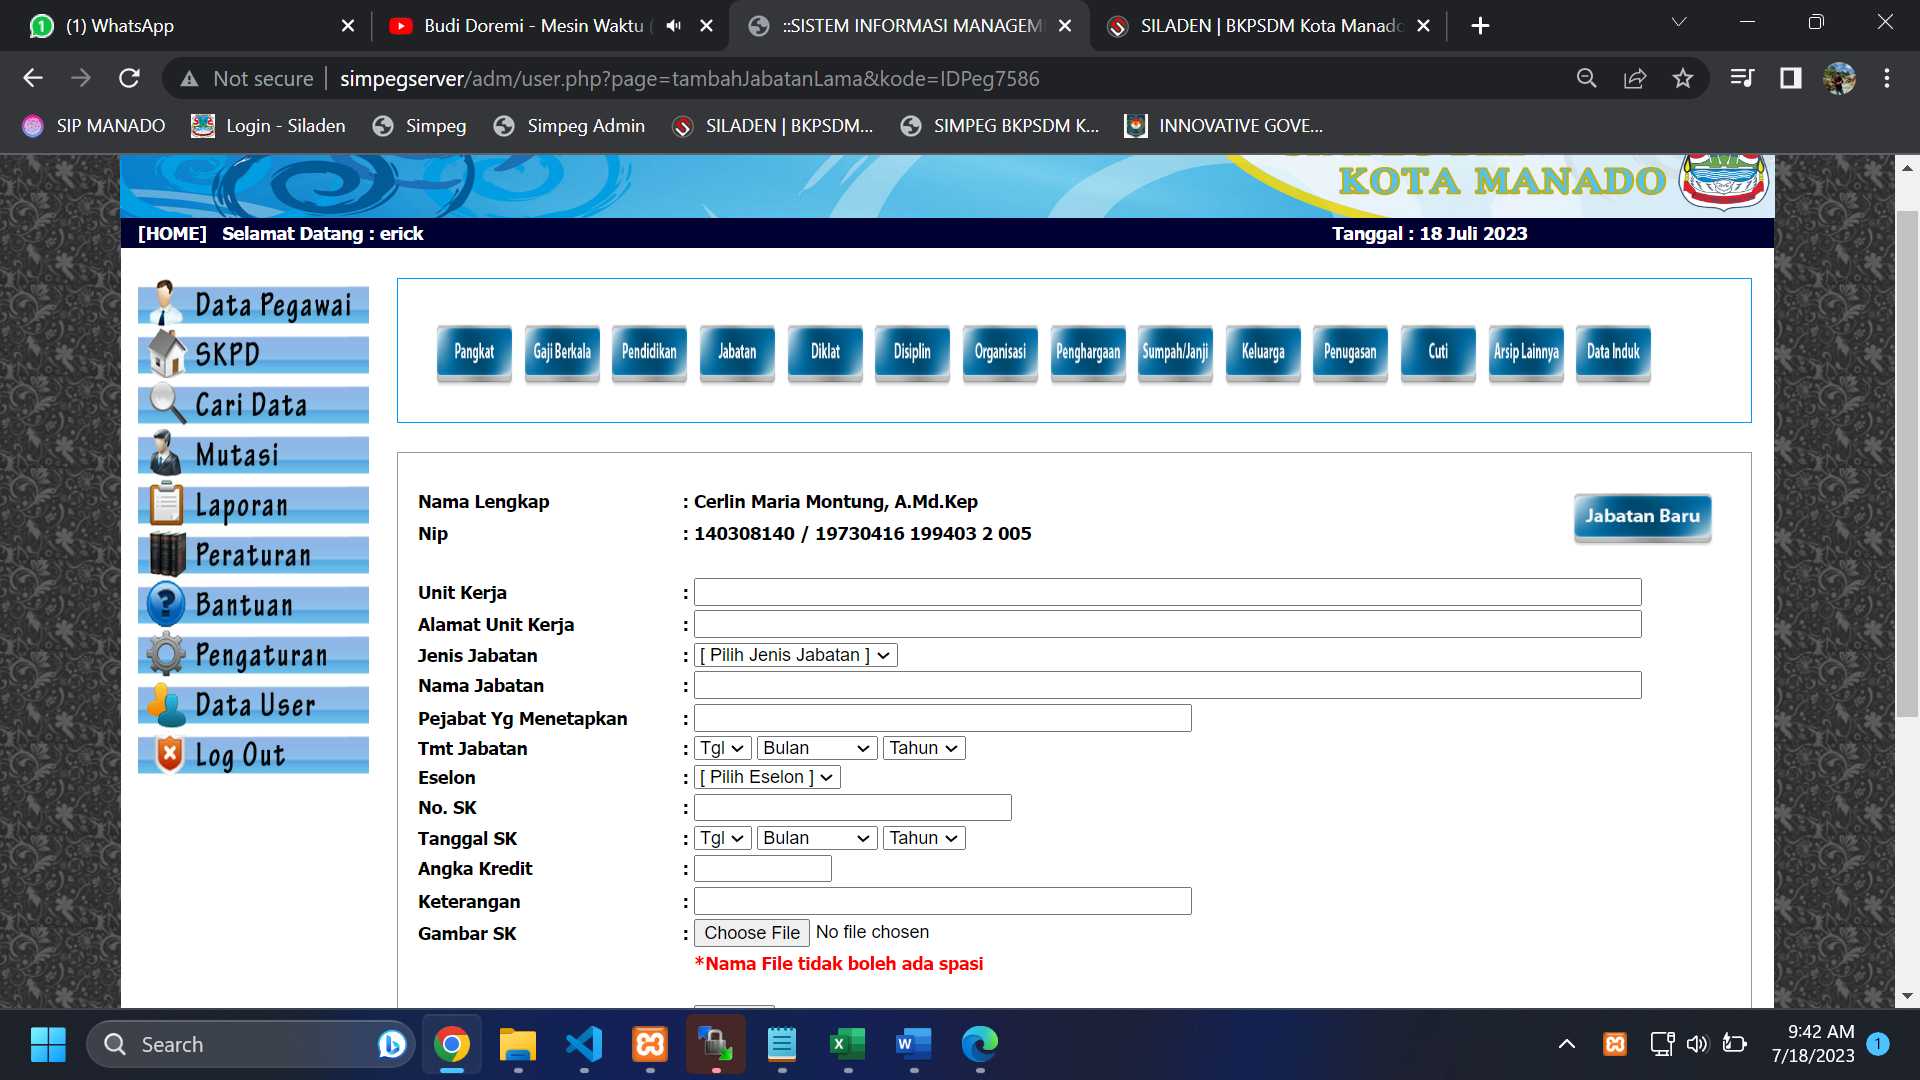 (1) WhatsApp
Budi Doremi - Mesin Waktu (
::SISTEM INFORMASI MANAGEM
SILADEN | BKPSDM Kota Manado
Not secure simpegserver/adm/user.php?page=tambahJabatanLama&kode=IDPeg7586
SIP MANADO Login - Siladen Simpeg Simpeg Admin SILADEN | BKPSDM... SIMPEG BKPSDM K... INNOVATIVE GOVE...
KOTA MANADO
[HOME] Selamat Datang : erick Tanggal : 18 Juli 2023
Data Pegawai
SKPD
Cari Data
Mutasi
Laporan
Peraturan
Bantuan
Pengaturan
Data User
Log Out
Pangkat Gaji Berkala Pendidikan Jabatan Diklat Disiplin Organisasi Penghargaan Sumpah/Janji Keluarga Penugasan Cuti Arsip Lainnya Data Induk
Nama Lengkap : Cerlin Maria Montung, A.Md.Kep
Nip : 140308140 / 19730416 199403 2 005
Jabatan Baru
Unit Kerja :
Alamat Unit Kerja :
Jenis Jabatan : [ Pilih Jenis Jabatan ]
Nama Jabatan :
Pejabat Yg Menetapkan :
Tmt Jabatan : Tgl Bulan Tahun
Eselon : [ Pilih Eselon ]
No. SK :
Tanggal SK : Tgl Bulan Tahun
Angka Kredit :
Keterangan :
Gambar SK : Choose File No file chosen
*Nama File tidak boleh ada spasi
Search
9:42 AM
7/18/2023
1